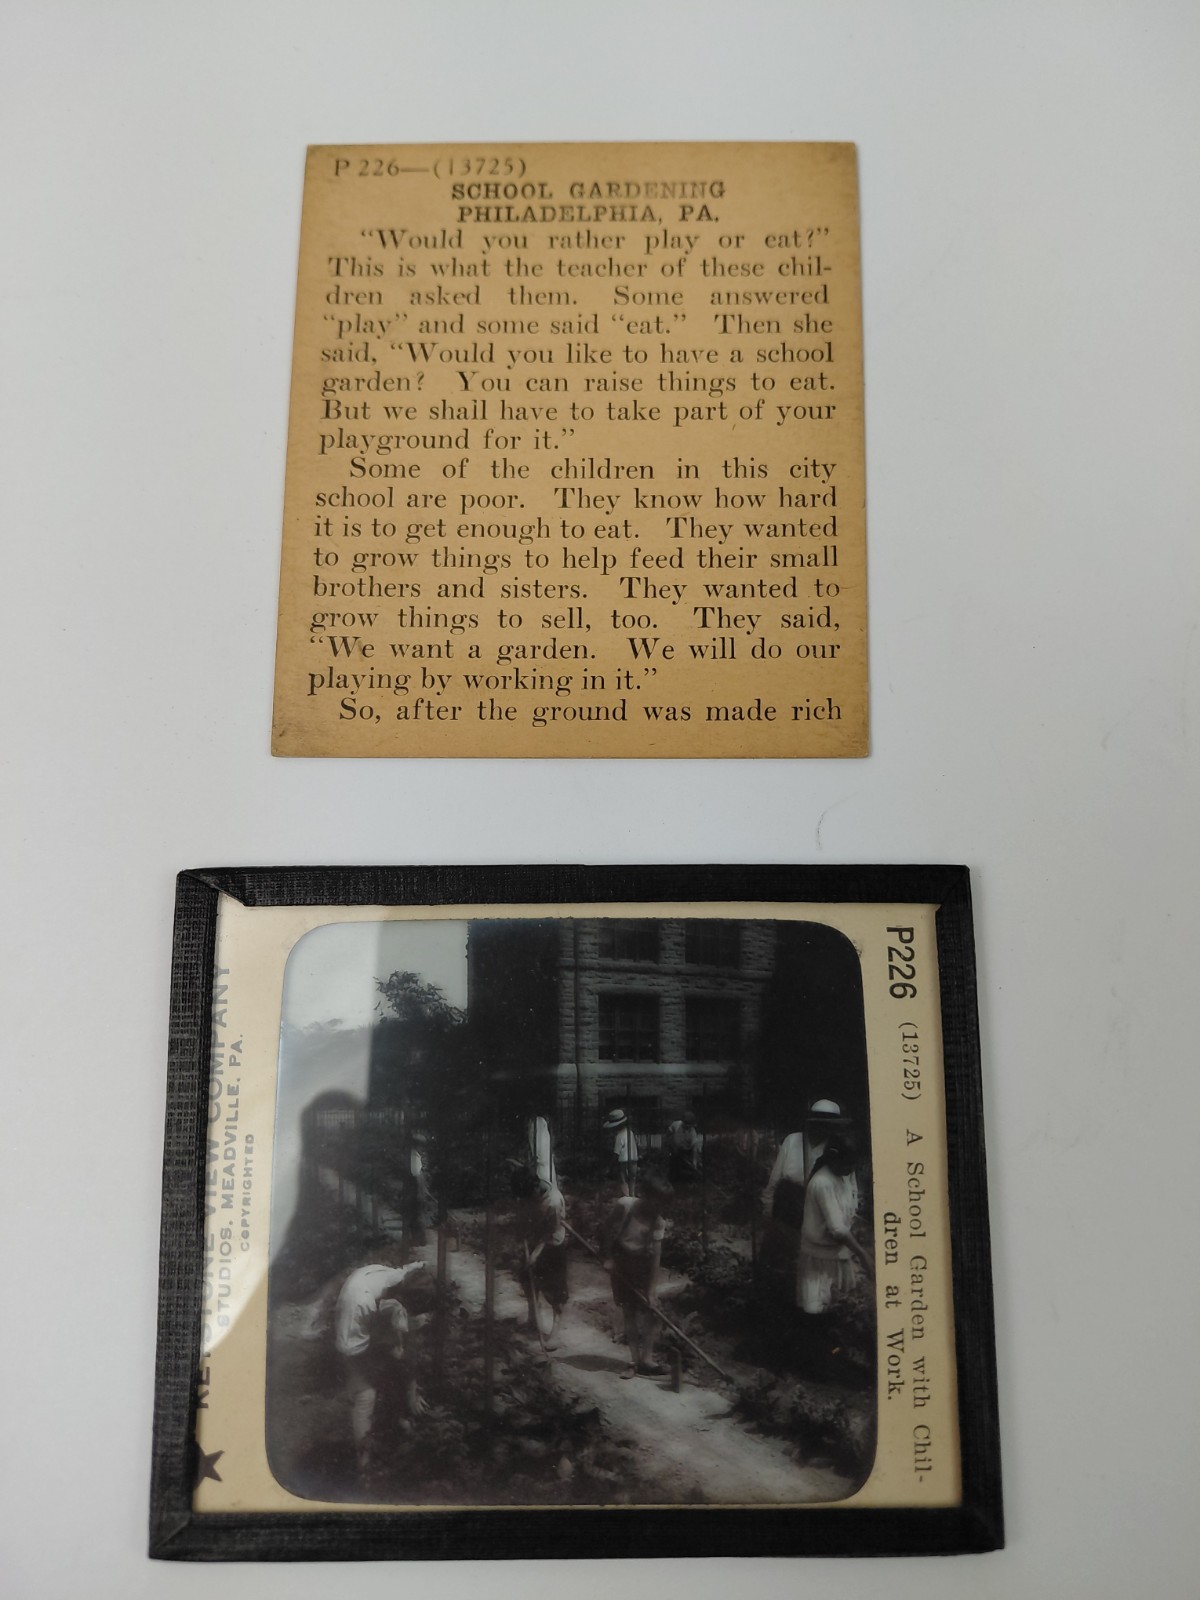 P 226—(13725)
SCHOOL GARDENING
PHILADELPHIA, PA.
"Would you rather play or eat?"
This is what the teacher of these chil-
dren asked them. Some answered
"play" and some said "eat." Then she
said, "Would you like to have a school
garden? You can raise things to eat.
But we shall have to take part of your
playground for it."
Some of the children in this city
school are poor. They know how hard
it is to get enough to eat. They wanted
to grow things to help feed their small
brothers and sisters. They wanted to
grow things to sell, too. They said,
"We want a garden. We will do our
playing by working in it."
So, after the ground was made rich
P226 (13725) A School Garden with Chil-
dren at Work.
KEYSTONE VIEW COMPANY
STUDIOS, MEADVILLE, PA.
COPYRIGHTED